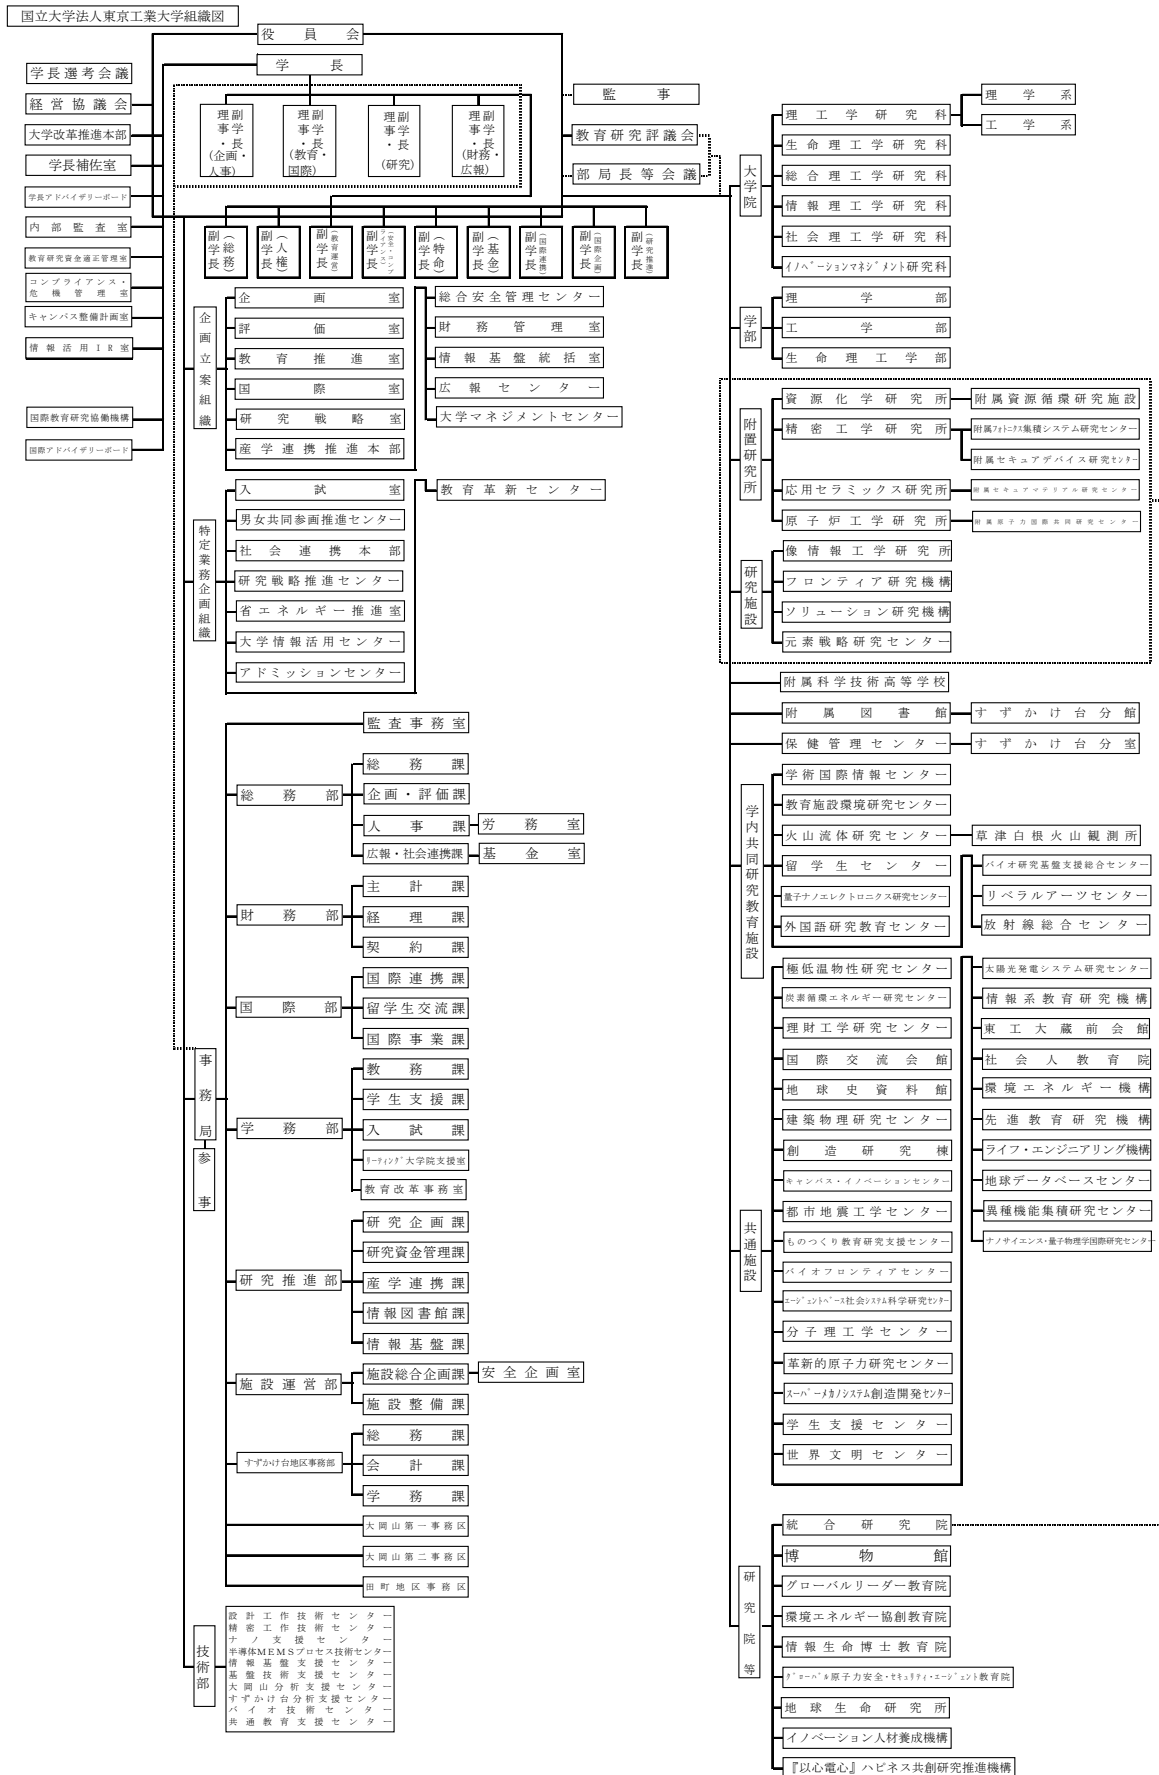 国立大学法人東京工業大学組織図
役員会
学長
学長選考会議
経営協議会
大学改革推進本部
学長補佐室
学長アドバイザリーボード
内部監査室
教育研究資金適正管理室
コンプライアンス・
危機管理室
キャンパス整備計画室
情報活用IR室
国際教育研究協働機構
国際アドバイザリーボード
理事・副学長(企画・人事)
理事・副学長(教育・国際)
理事・副学長(研究)
理事・副学長(財務・広報)
監事
教育研究評議会
部局長等会議
副学長(総務)
副学長(人権)
副学長(教育運営)
副学長(安全・コンプライアンス)
副学長(特命)
副学長(基金)
副学長(国際連携)
副学長(国際企画)
副学長(研究推進)
企画立案組織
企画室
評価室
教育推進室
国際室
研究戦略室
産学連携推進本部
総合安全管理センター
財務管理室
情報基盤統括室
広報センター
大学マネジメントセンター
特定業務企画組織
入試室
男女共同参画推進センター
社会連携本部
研究戦略推進センター
省エネルギー推進室
大学情報活用センター
アドミッションセンター
教育革新センター
事務局
参事
監査事務室
総務部
総務課
企画・評価課
人事課
労務室
広報・社会連携課
基金室
財務部
主計課
経理課
契約課
国際部
国際連携課
留学生交流課
国際事業課
学務部
教務課
学生支援課
入試課
リーディング大学院支援室
教育改革事務室
研究推進部
研究企画課
研究資金管理課
産学連携課
情報図書館課
情報基盤課
施設運営部
施設総合企画課
安全企画室
施設整備課
すずかけ台地区事務部
総務課
会計課
学務課
大岡山第一事務区
大岡山第二事務区
田町地区事務区
技術部
設計工作技術センター
精密工作技術センター
ナノ支援センター
半導体MEMSプロセス技術センター
情報基盤支援センター
基盤技術支援センター
大岡山分析支援センター
すずかけ台分析支援センター
バイオ技術センター
共通教育支援センター
大学院
理工学研究科
理学系
工学系
生命理工学研究科
総合理工学研究科
情報理工学研究科
社会理工学研究科
イノベーションマネジメント研究科
学部
理学部
工学部
生命理工学部
附置研究所
資源化学研究所
附属資源循環研究施設
精密工学研究所
附属フォトニクス集積システム研究センター
附属セキュアデバイス研究センター
応用セラミックス研究所
附属セキュアマテリアル研究センター
原子炉工学研究所
附属原子力国際共同研究センター
研究施設
像情報工学研究所
フロンティア研究機構
ソリューション研究機構
元素戦略研究センター
附属科学技術高等学校
附属図書館
すずかけ台分館
保健管理センター
すずかけ台分室
学内共同研究教育施設
学術国際情報センター
教育施設環境研究センター
火山流体研究センター
草津白根火山観測所
留学生センター
量子ナノエレクトロニクス研究センター
外国語研究教育センター
バイオ研究基盤支援総合センター
リベラルアーツセンター
放射線総合センター
共通施設
極低温物性研究センター
炭素循環エネルギー研究センター
理財工学研究センター
国際交流会館
地球史資料館
建築物理研究センター
創造研究棟
キャンパス・イノベーションセンター
都市地震工学センター
ものつくり教育研究支援センター
バイオフロンティアセンター
エージェントベース社会システム科学研究センター
分子理工学センター
革新的原子力研究センター
スーパーメカノシステム創造開発センター
学生支援センター
世界文明センター
太陽光発電システム研究センター
情報系教育研究機構
東工大蔵前会館
社会人教育院
環境エネルギー機構
先進教育研究機構
ライフ・エンジニアリング機構
地球データベースセンター
異種機能集積研究センター
ナノサイエンス・量子物理学国際研究センター
研究院等
統合研究院
博物館
グローバルリーダー教育院
環境エネルギー協創教育院
情報生命博士教育院
グローバル原子力安全・セキュリティ・エージェント教育院
地球生命研究所
イノベーション人材養成機構
『以心電心』ハピネス共創研究推進機構